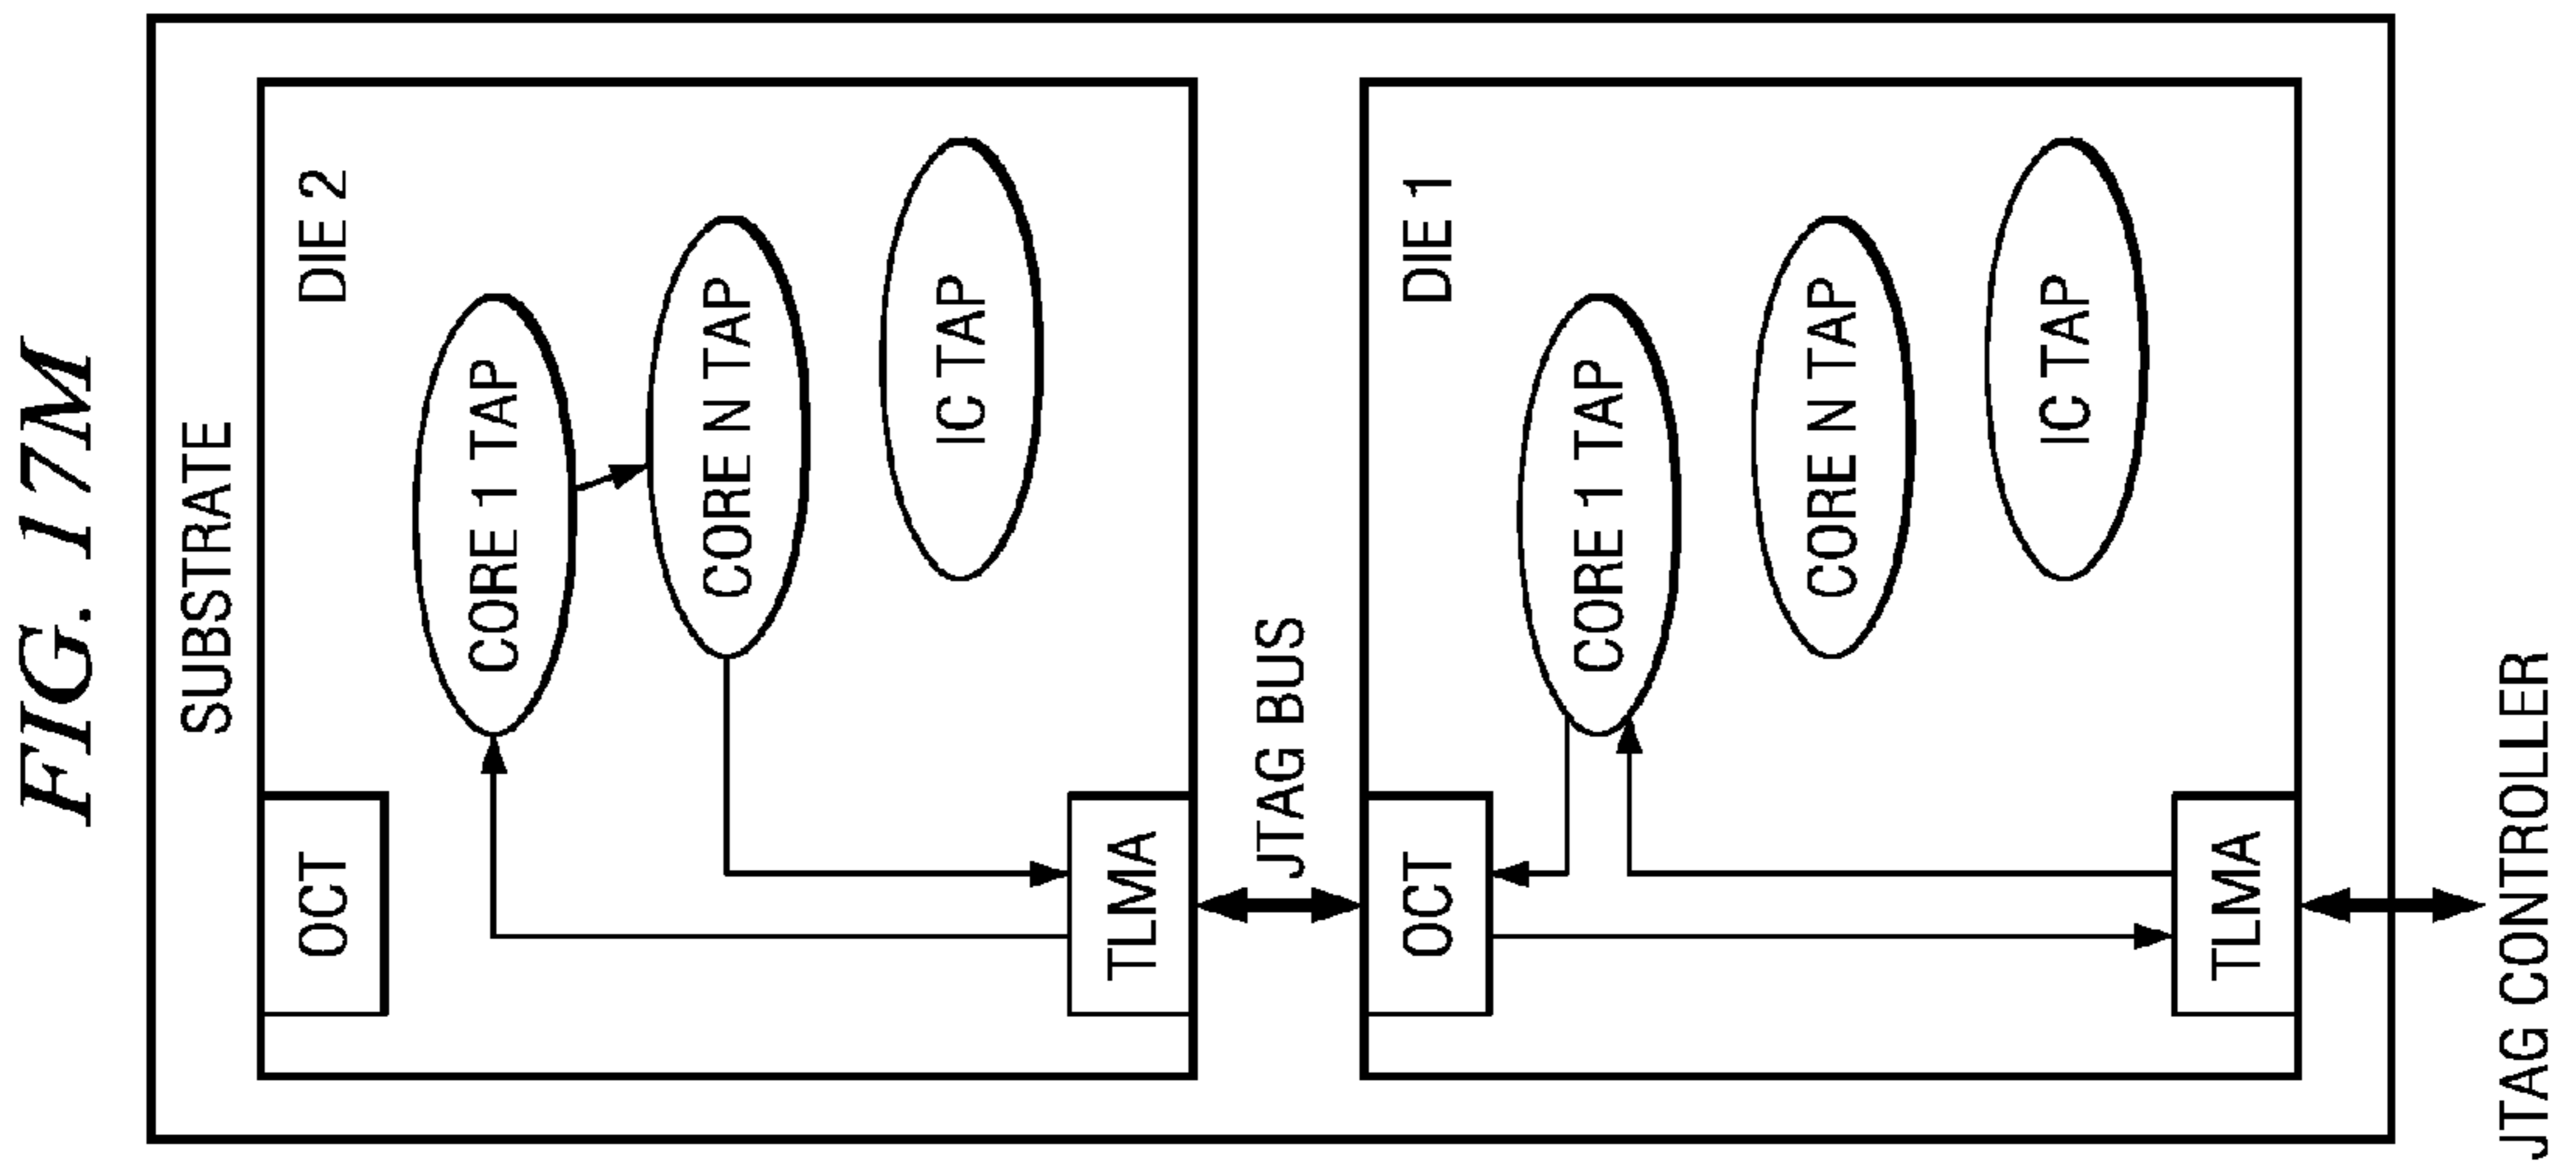 FIG. 17M
SUBSTRATE
DIE 2
OCT
CORE 1 TAP
CORE N TAP
IC TAP
TLMA
JTAG BUS
DIE 1
OCT
CORE 1 TAP
CORE N TAP
IC TAP
TLMA
JTAG CONTROLLER